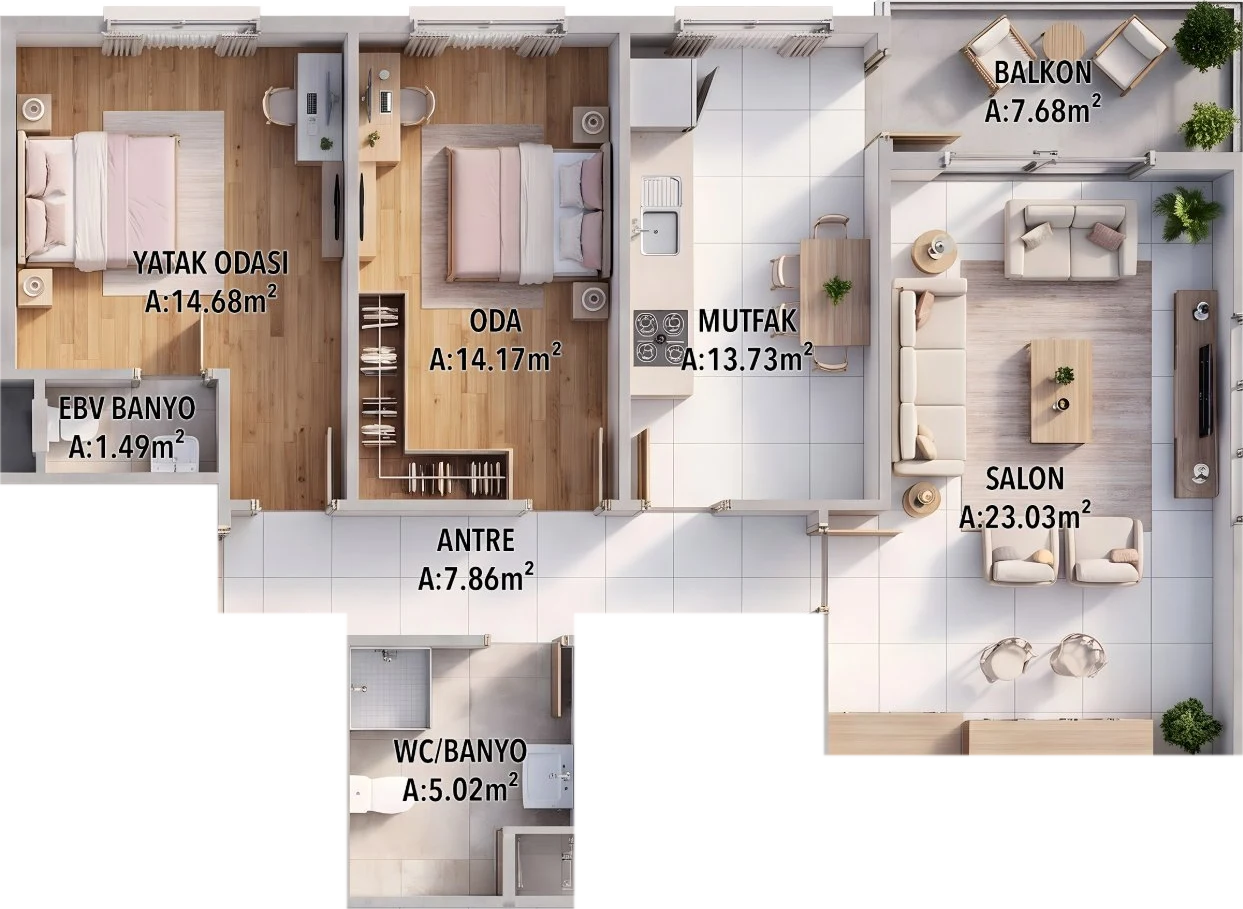 BALKON
A:7.68m²
YATAK ODASI
A:14.68m²
ODA
A:14.17m²
MUTFAK
A:13.73m²
EBV BANYO
A:1.49m²
SALON
A:23.03m²
ANTRE
A:7.86m²
WC/BANYO
A:5.02m²